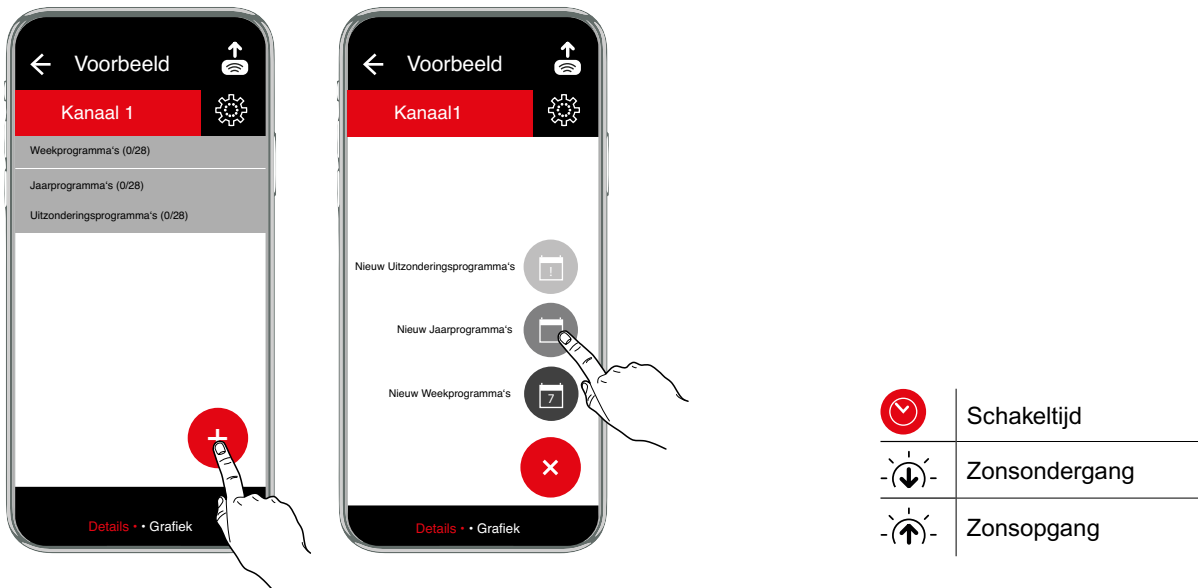 Voorbeeld
Kanaal 1
Weekprogramma‘s (0/28)
Jaarprogramma‘s (0/28)
Uitzonderingsprogramma‘s (0/28)
+
Details • • Grafiek
Voorbeeld
Kanaal1
Nieuw Uitzonderingsprogramma‘s
!
Nieuw Jaarprogramma‘s
Nieuw Weekprogramma‘s
7
Details • • Grafiek
Schakeltijd
Zonsondergang
Zonsopgang